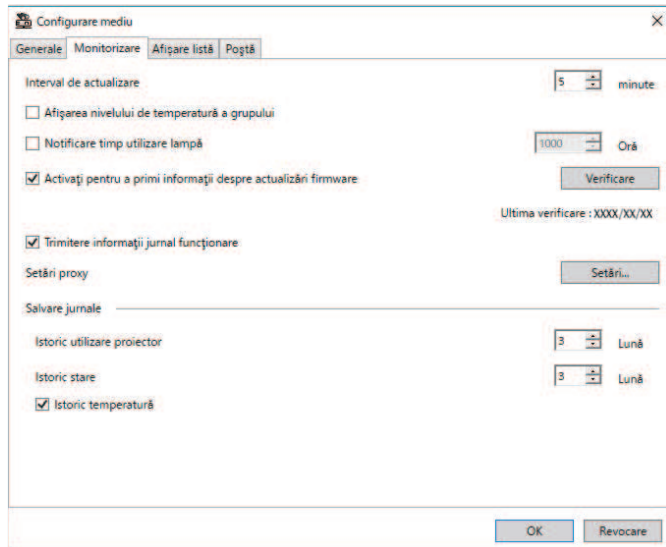 Configurare mediu
Generale Monitorizare Afişare listă Poştă
Interval de actualizare 5 minute
Afişarea nivelului de temperatură a grupului
Notificare timp utilizare lampă 1000 Oră
Activaţi pentru a primi informaţii despre actualizări firmware Verificare
Ultima verificare : XXXX/XX/XX
Trimitere informaţii jurnal funcţionare
Setări proxy Setări...
Salvare jurnale
Istoric utilizare proiector 3 Lună
Istoric stare 3 Lună
Istoric temperatură
OK Revocare